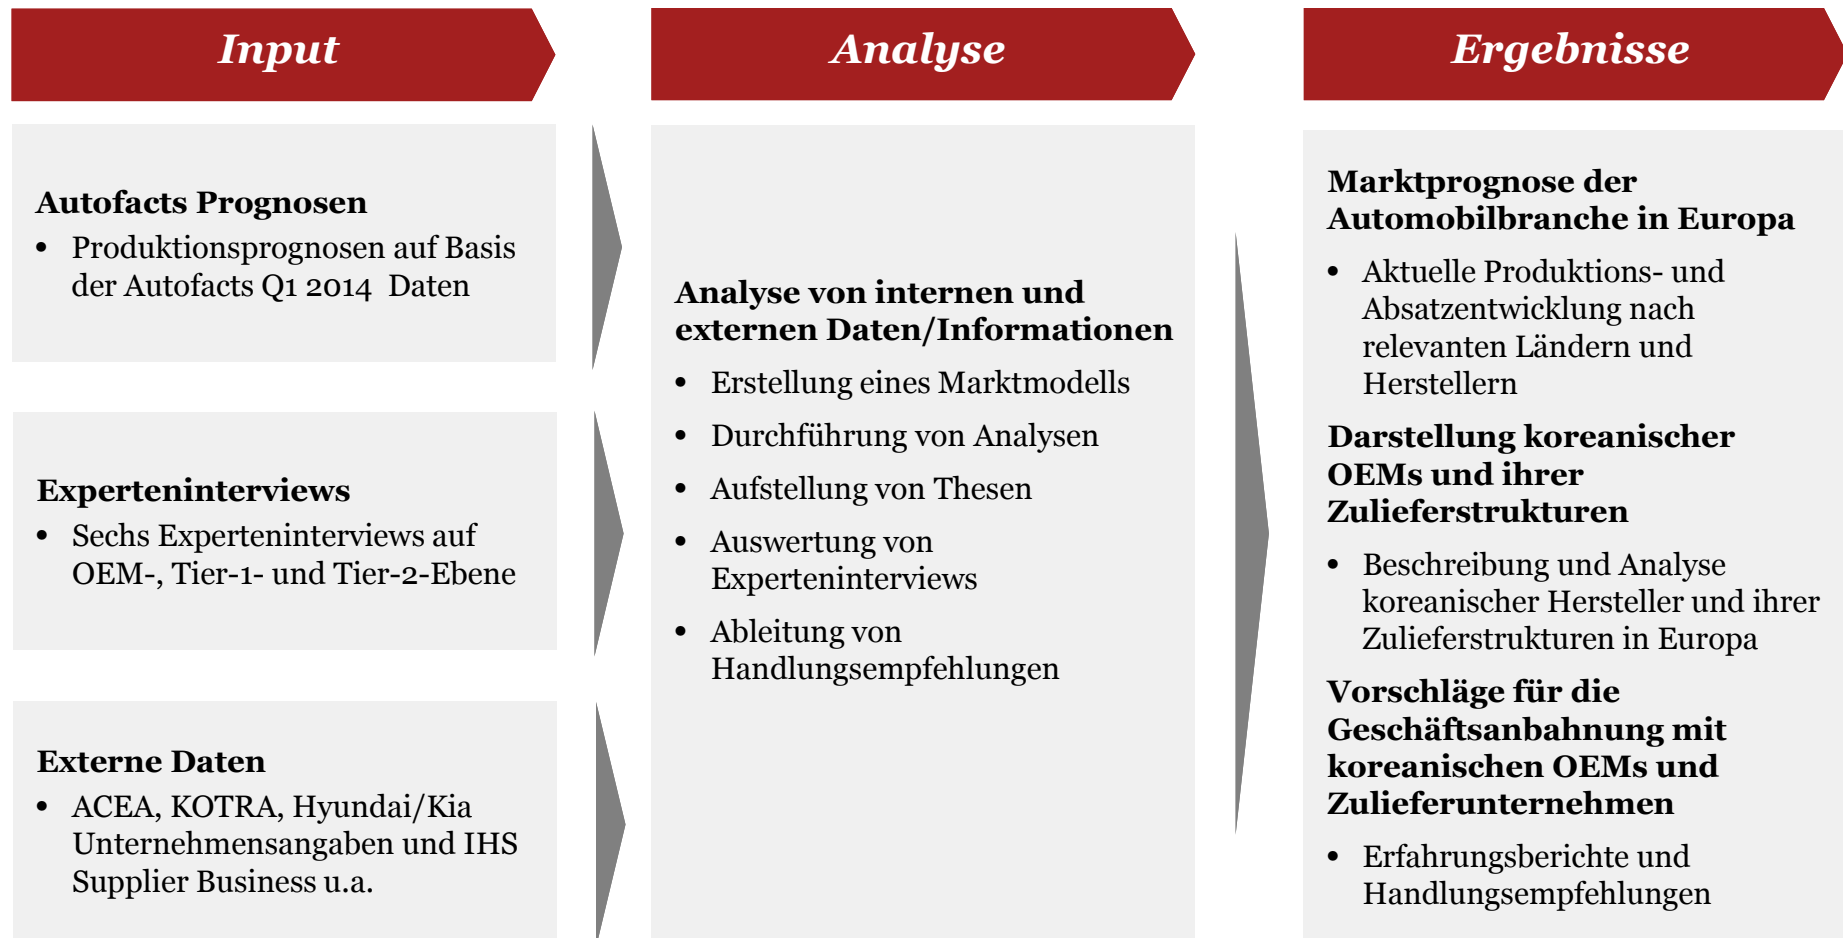 Input
Autofacts Prognosen
• Produktionsprognosen auf Basis
der Autofacts Q1 2014 Daten
Experteninterviews
• Sechs Experteninterviews auf
OEM-, Tier-1- und Tier-2-Ebene
Externe Daten
• ACEA, KOTRA, Hyundai/Kia
Unternehmensangaben und IHS
Supplier Business u.a.
Analyse
Analyse von internen und
externen Daten/Informationen
• Erstellung eines Marktmodells
• Durchführung von Analysen
• Aufstellung von Thesen
• Auswertung von
Experteninterviews
• Ableitung von
Handlungsempfehlungen
Ergebnisse
Marktprognose der
Automobilbranche in Europa
• Aktuelle Produktions- und
Absatzentwicklung nach
relevanten Ländern und
Herstellern
Darstellung koreanischer
OEMs und ihrer
Zulieferstrukturen
• Beschreibung und Analyse
koreanischer Hersteller und ihrer
Zulieferstrukturen in Europa
Vorschläge für die
Geschäftsanbahnung mit
koreanischen OEMs und
Zulieferunternehmen
• Erfahrungsberichte und
Handlungsempfehlungen